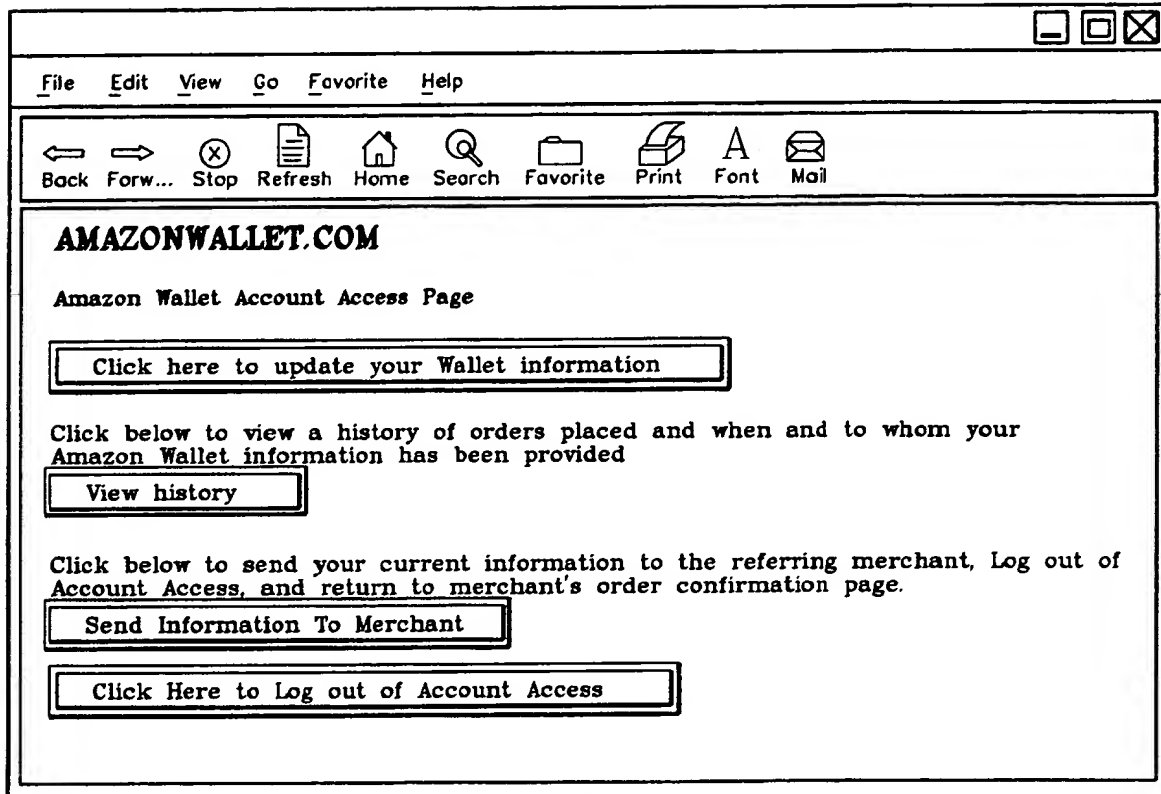 File Edit View Go Favorite Help
Back Forw... Stop Refresh Home Search Favorite Print Font Mail
AMAZONWALLET.COM
Amazon Wallet Account Access Page
Click here to update your Wallet information
Click below to view a history of orders placed and when and to whom your
Amazon Wallet information has been provided
View history
Click below to send your current information to the referring merchant, Log out of
Account Access, and return to merchant's order confirmation page.
Send Information To Merchant
Click Here to Log out of Account Access